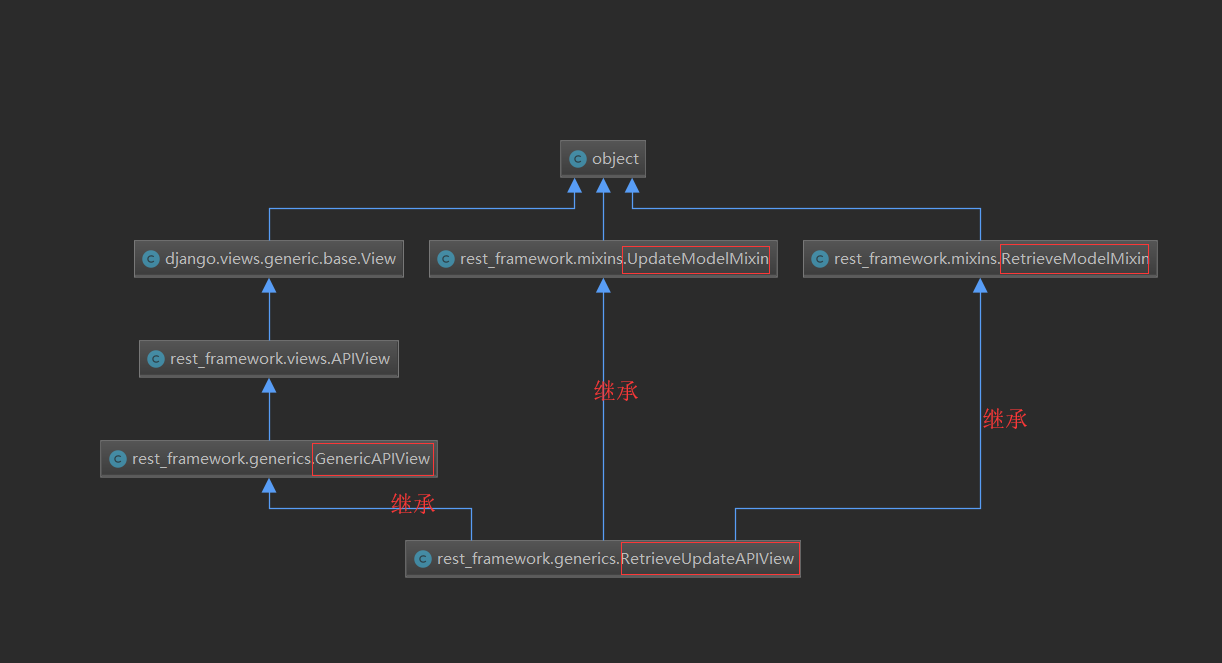 object
django.views.generic.base.View
rest_framework.mixins.UpdateModelMixin
rest_framework.mixins.RetrieveModelMixin
rest_framework.views.APIView
继承
继承
rest_framework.generics.GenericAPIView
继承
rest_framework.generics.RetrieveUpdateAPIView